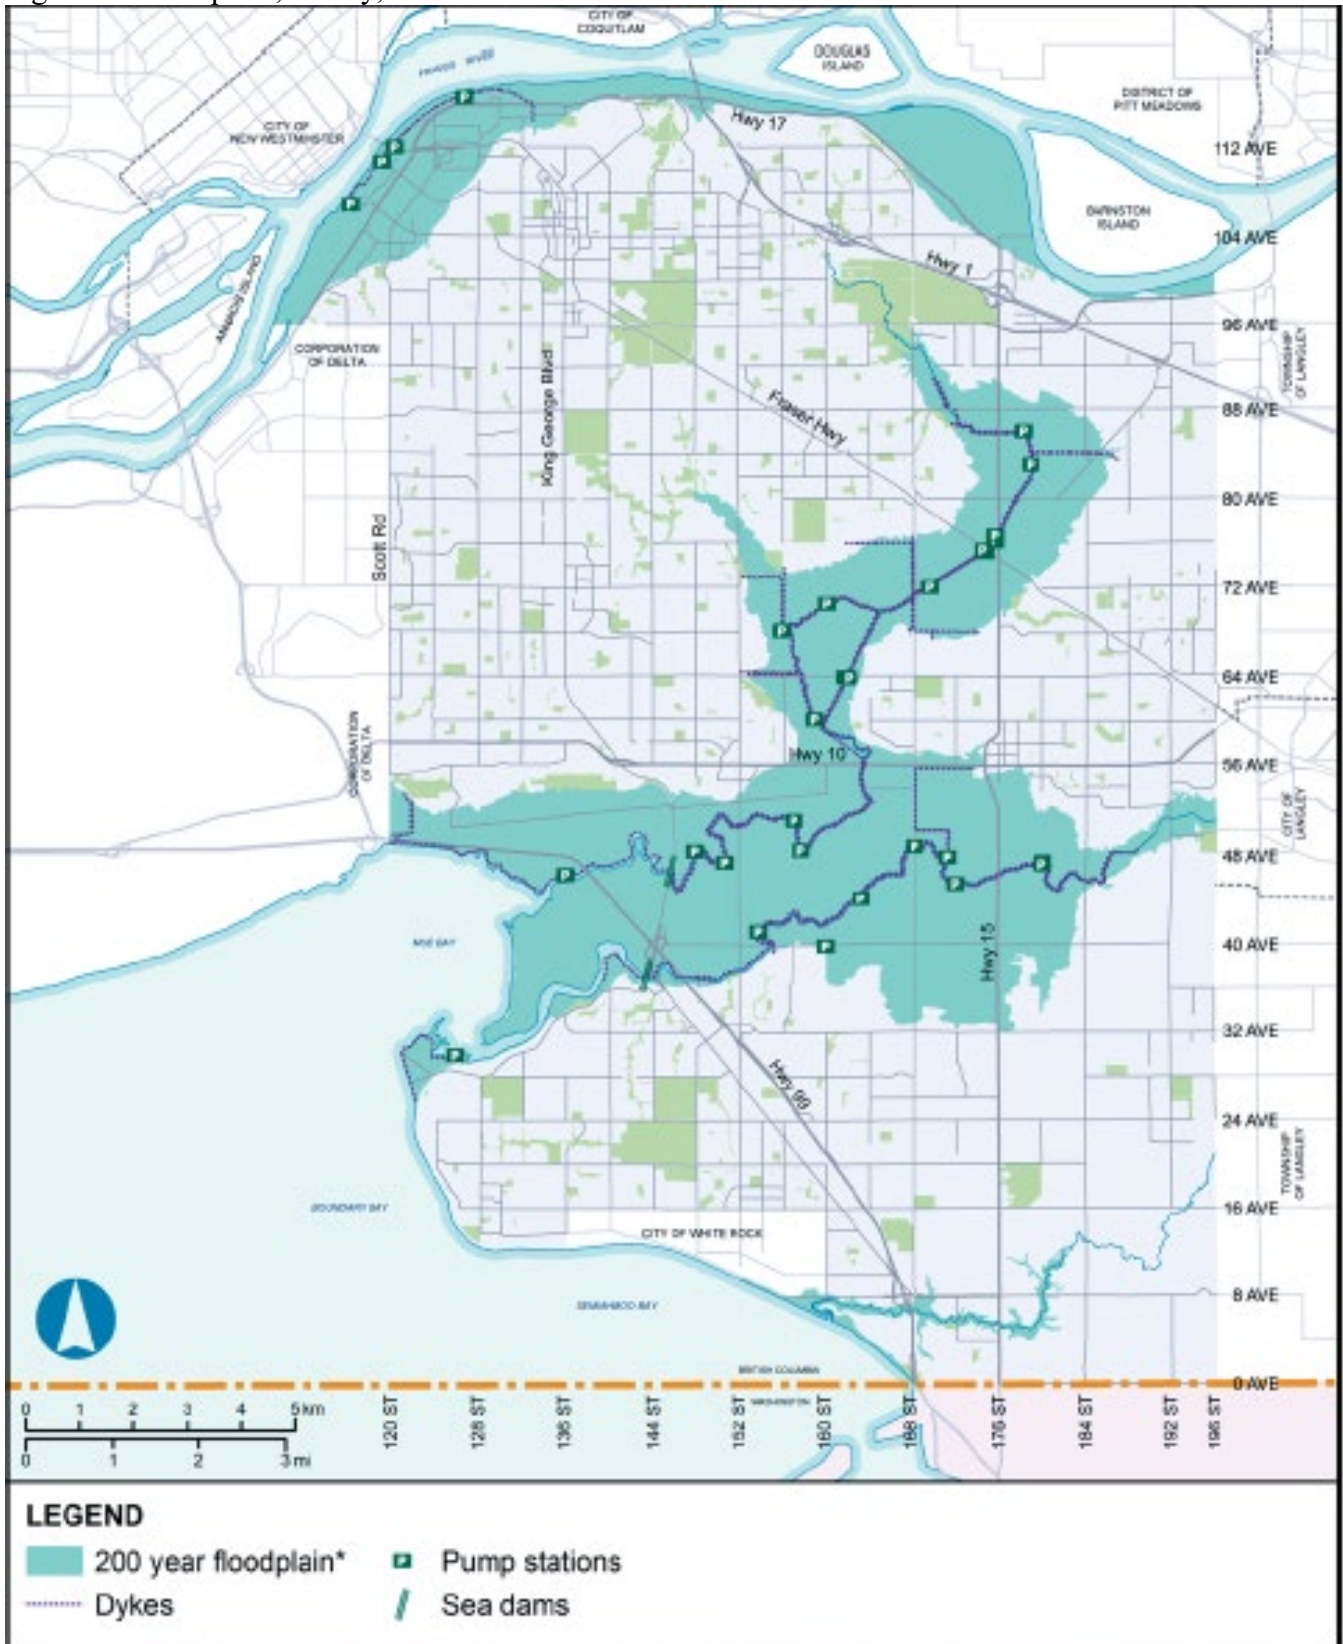 CITY OF
COQUITLAM
DOUGLAS
ISLAND
FRASER RIVER
DISTRICT OF
PITT MEADOWS
CITY OF
NEW WESTMINSTER
Hwy 17
112 AVE
BARNSTON
ISLAND
104 AVE
Hwy 1
ANNACIS ISLAND
96 AVE
CORPORATION
OF DELTA
TOWNSHIP
OF LANGLEY
King George Blvd
Fraser Hwy
88 AVE
80 AVE
Scott Rd
72 AVE
64 AVE
CORPORATION
OF DELTA
Hwy 10
56 AVE
CITY OF
LANGLEY
48 AVE
MUD BAY
Hwy 15
40 AVE
32 AVE
Hwy 99
24 AVE
TOWNSHIP
OF LANGLEY
BOUNDARY BAY
16 AVE
CITY OF WHITE ROCK
8 AVE
SEMIAHMOO BAY
BRITISH COLUMBIA
0 AVE
WASHINGTON
0 1 2 3 4 5 km
0 1 2 3 mi
120 ST
128 ST
136 ST
144 ST
152 ST
160 ST
168 ST
176 ST
184 ST
192 ST
196 ST
LEGEND
200 year floodplain*
P Pump stations
Dykes
Sea dams